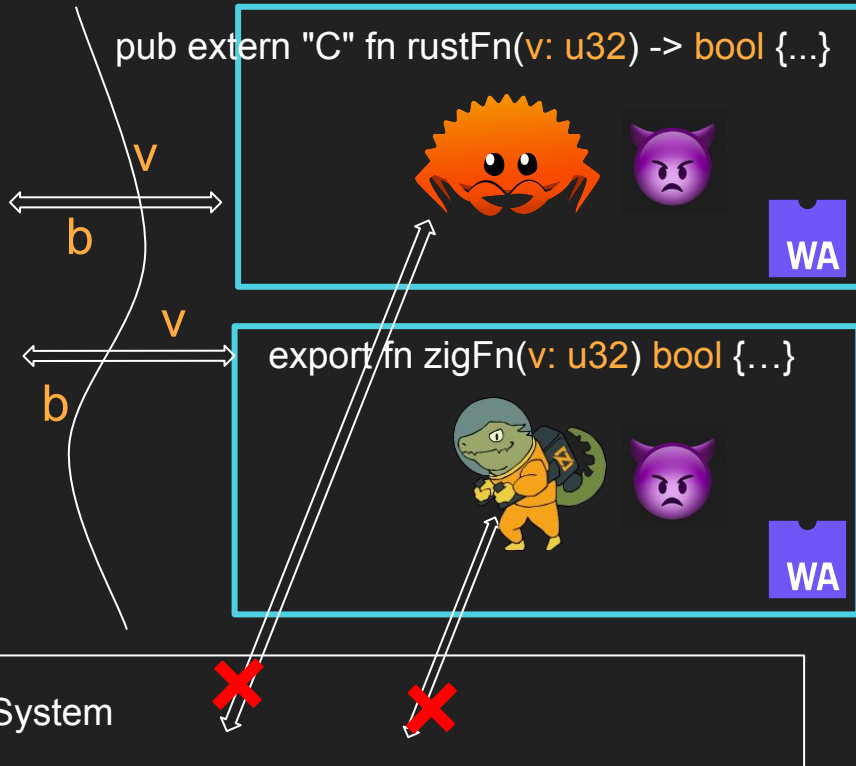 pub extern "C" fn rustFn(v: u32) -> bool {...}
v
b
WA
v
export fn zigFn(v: u32) bool {…}
b
WA
System